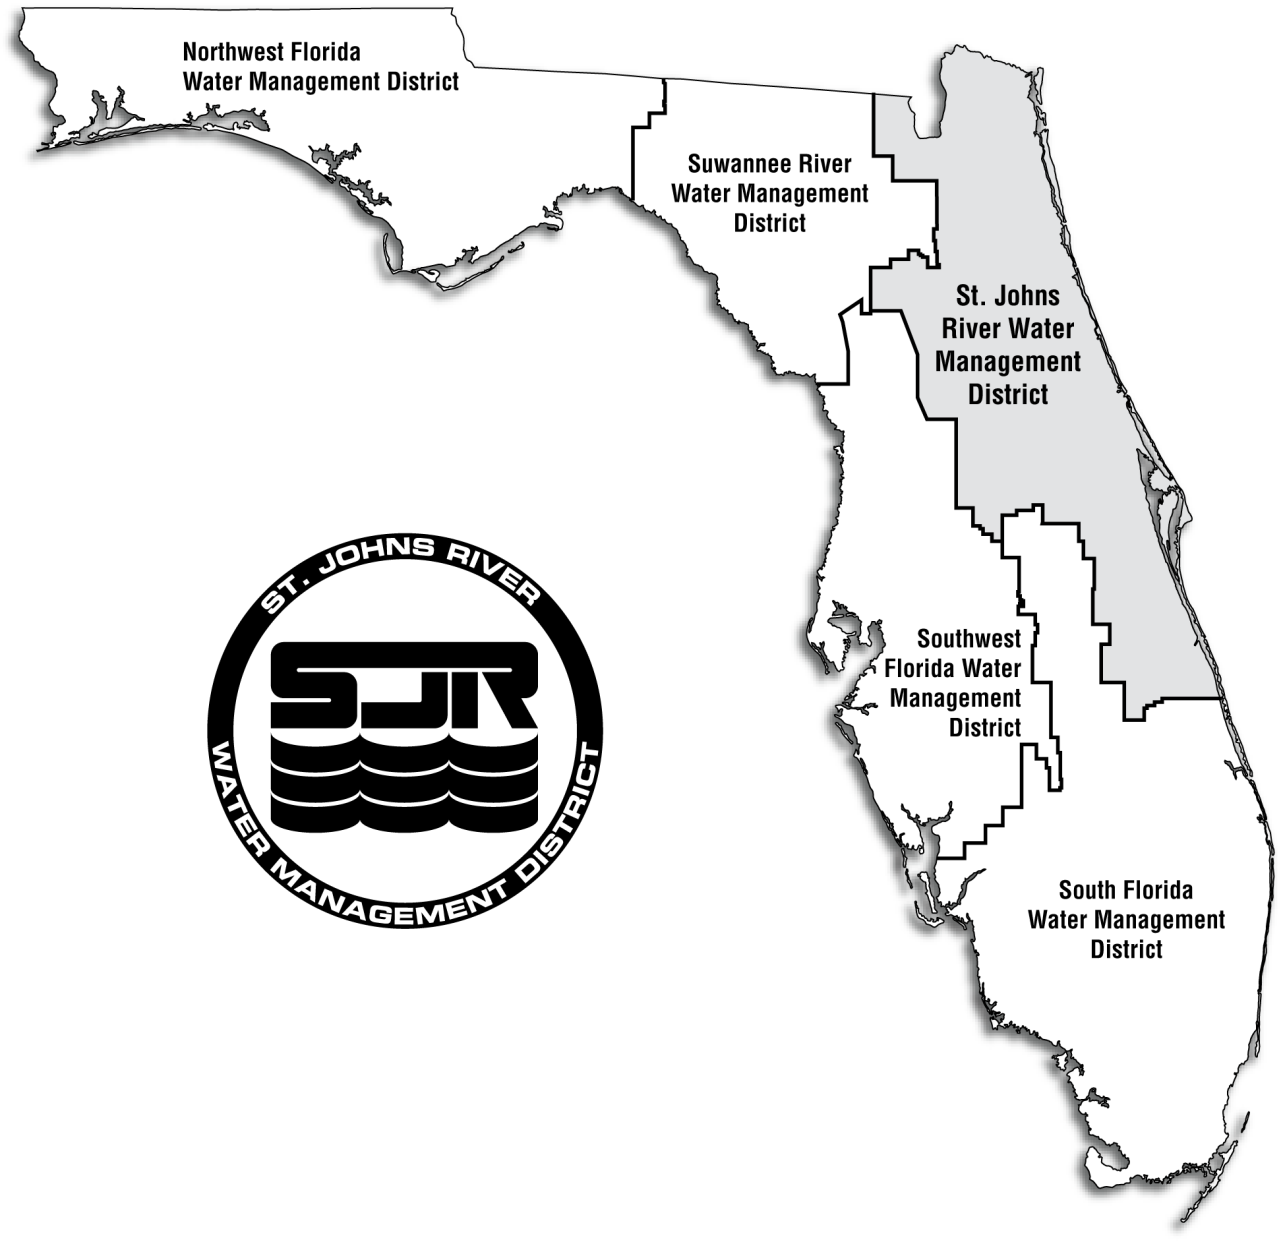 Northwest Florida
Water Management District
Suwannee River
Water Management
District
St. Johns
River Water
Management
District
ST. JOHNS RIVER
SJR
WATER MANAGEMENT DISTRICT
Southwest
Florida Water
Management
District
South Florida
Water Management
District